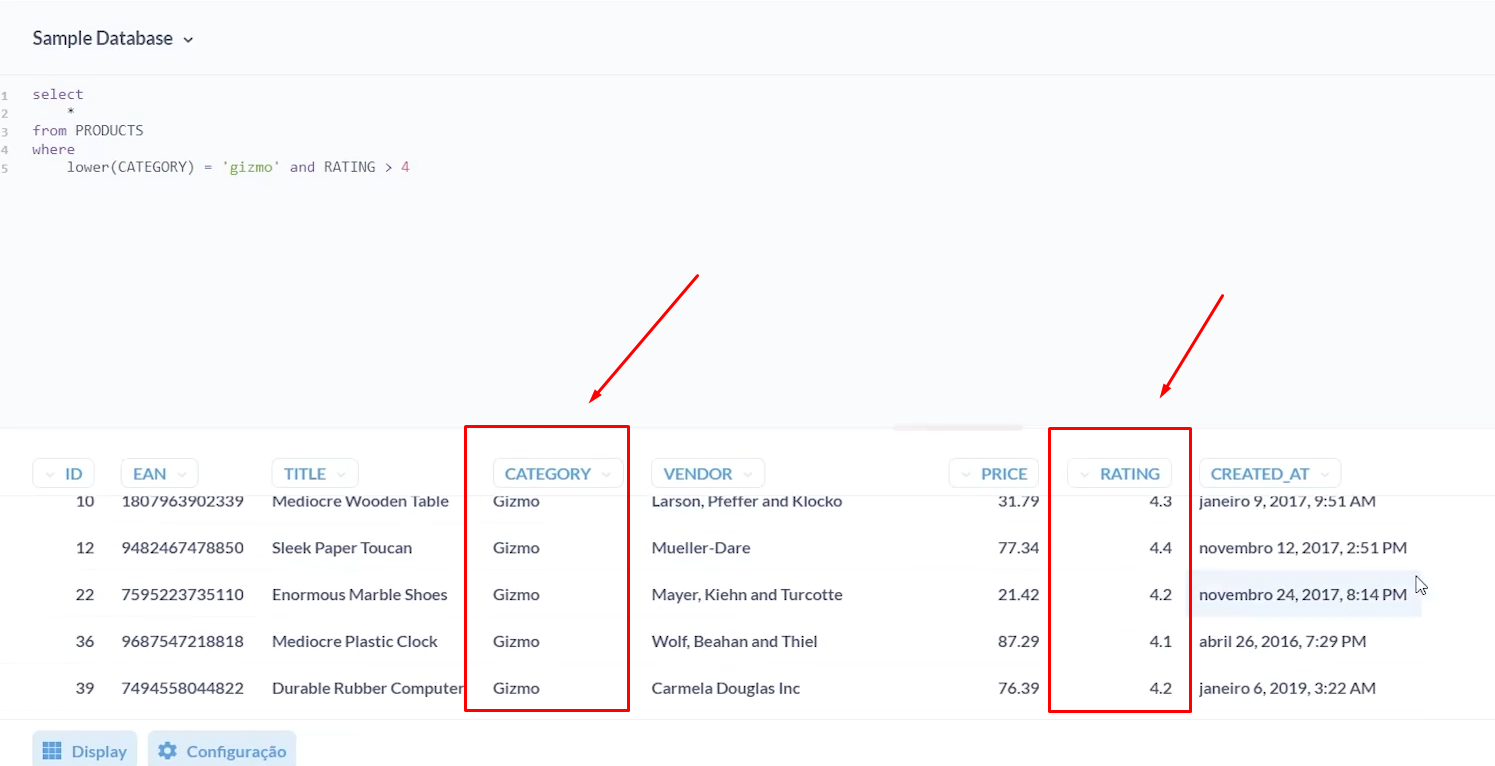 Sample Database
1 select
2 *
3 from PRODUCTS
4 where
5 lower(CATEGORY) = 'gizmo' and RATING > 4
ID EAN TITLE CATEGORY VENDOR PRICE RATING CREATED_AT
10 1807963902339 Mediocre Wooden Table Gizmo Larson, Pfeffer and Klocko 31.79 4.3 janeiro 9, 2017, 9:51 AM
12 9482467478850 Sleek Paper Toucan Gizmo Mueller-Dare 77.34 4.4 novembro 12, 2017, 2:51 PM
22 7595223735110 Enormous Marble Shoes Gizmo Mayer, Kiehn and Turcotte 21.42 4.2 novembro 24, 2017, 8:14 PM
36 9687547218818 Mediocre Plastic Clock Gizmo Wolf, Beahan and Thiel 87.29 4.1 abril 26, 2016, 7:29 PM
39 7494558044822 Durable Rubber Computer Gizmo Carmela Douglas Inc 76.39 4.2 janeiro 6, 2019, 3:22 AM
Display Configuração